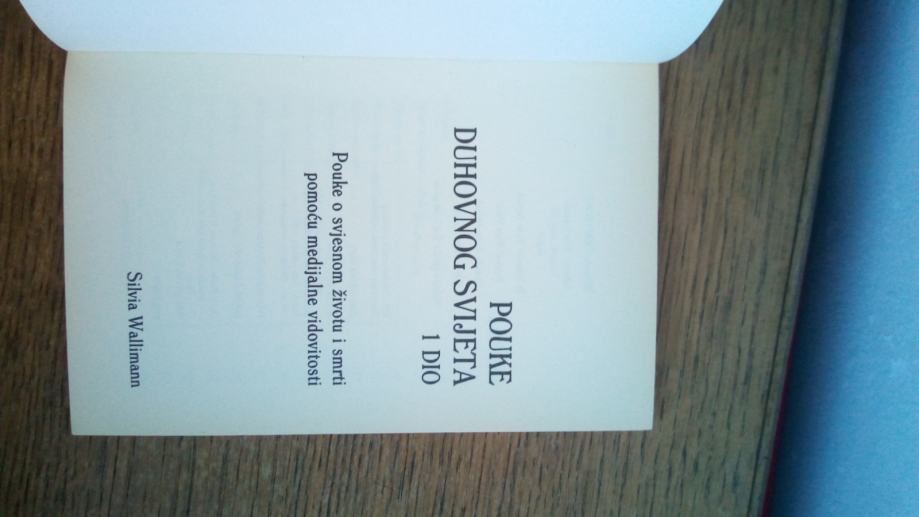 POUKE
DUHOVNOG SVIJETA
1 DIO
Pouke o svjesnom životu i smrti
pomoću medijalne vidovitosti
Silvia Wallimann